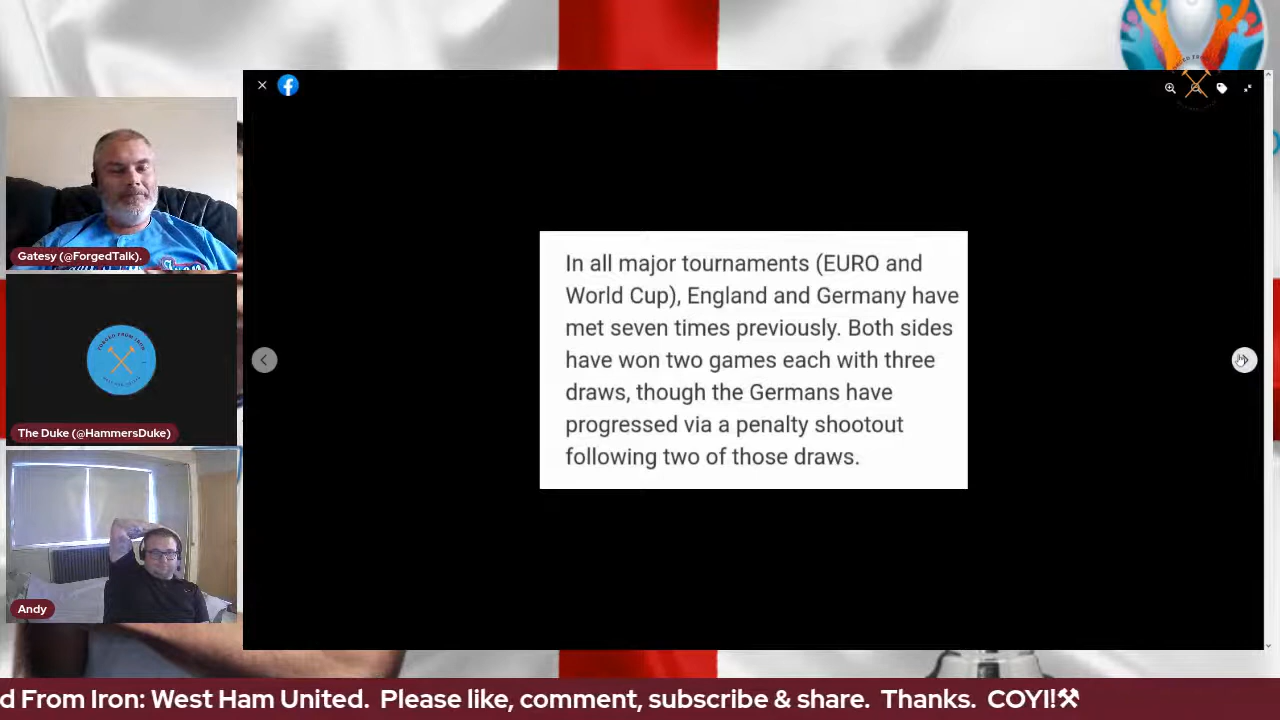 Gatesy (@ForgedTalk).
The Duke (@HammersDuke)
Andy
In all major tournaments (EURO and
World Cup), England and Germany have
met seven times previously. Both sides
have won two games each with three
draws, though the Germans have
progressed via a penalty shootout
following two of those draws.
FORGED FROM IRON
d From Iron: West Ham United. Please like, comment, subscribe & share. Thanks. COYI!⚒